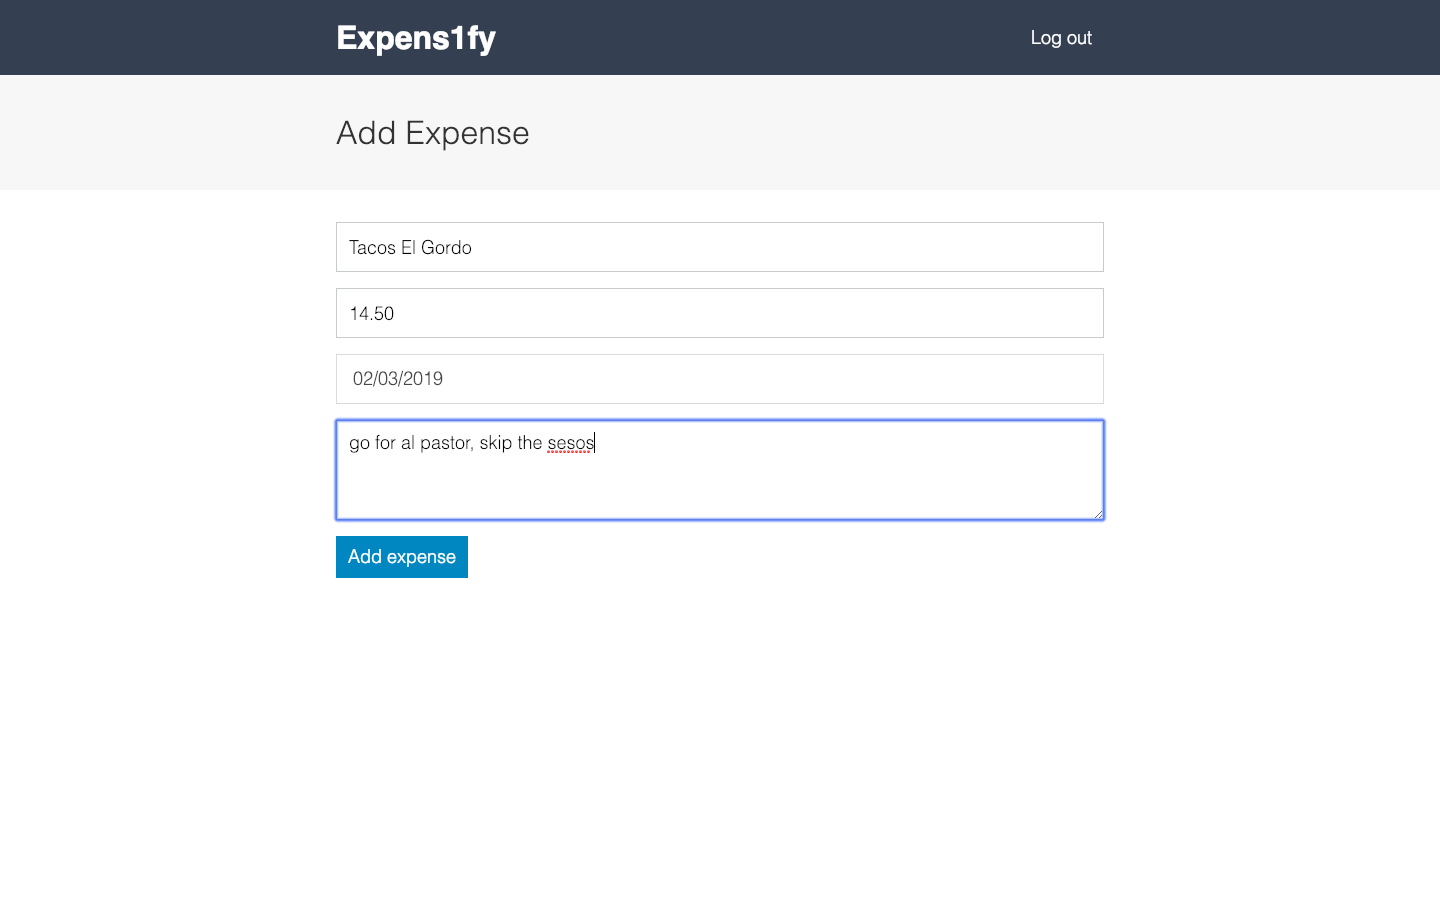 Expens1fy
Log out
Add Expense
Tacos El Gordo
14.50
02/03/2019
go for al pastor, skip the sesos
Add expense